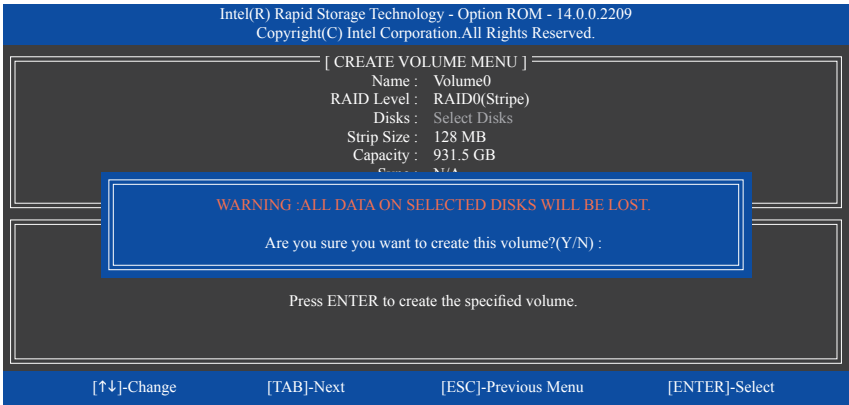 Intel(R) Rapid Storage Technology - Option ROM - 14.0.0.2209
Copyright(C) Intel Corporation.All Rights Reserved.
[ CREATE VOLUME MENU ]
Name : Volume0
RAID Level : RAID0(Stripe)
Disks : Select Disks
Strip Size : 128 MB
Capacity : 931.5 GB
Sync : N/A
WARNING :ALL DATA ON SELECTED DISKS WILL BE LOST.
Are you sure you want to create this volume?(Y/N) :
Press ENTER to create the specified volume.
[↑↓]-Change [TAB]-Next [ESC]-Previous Menu [ENTER]-Select